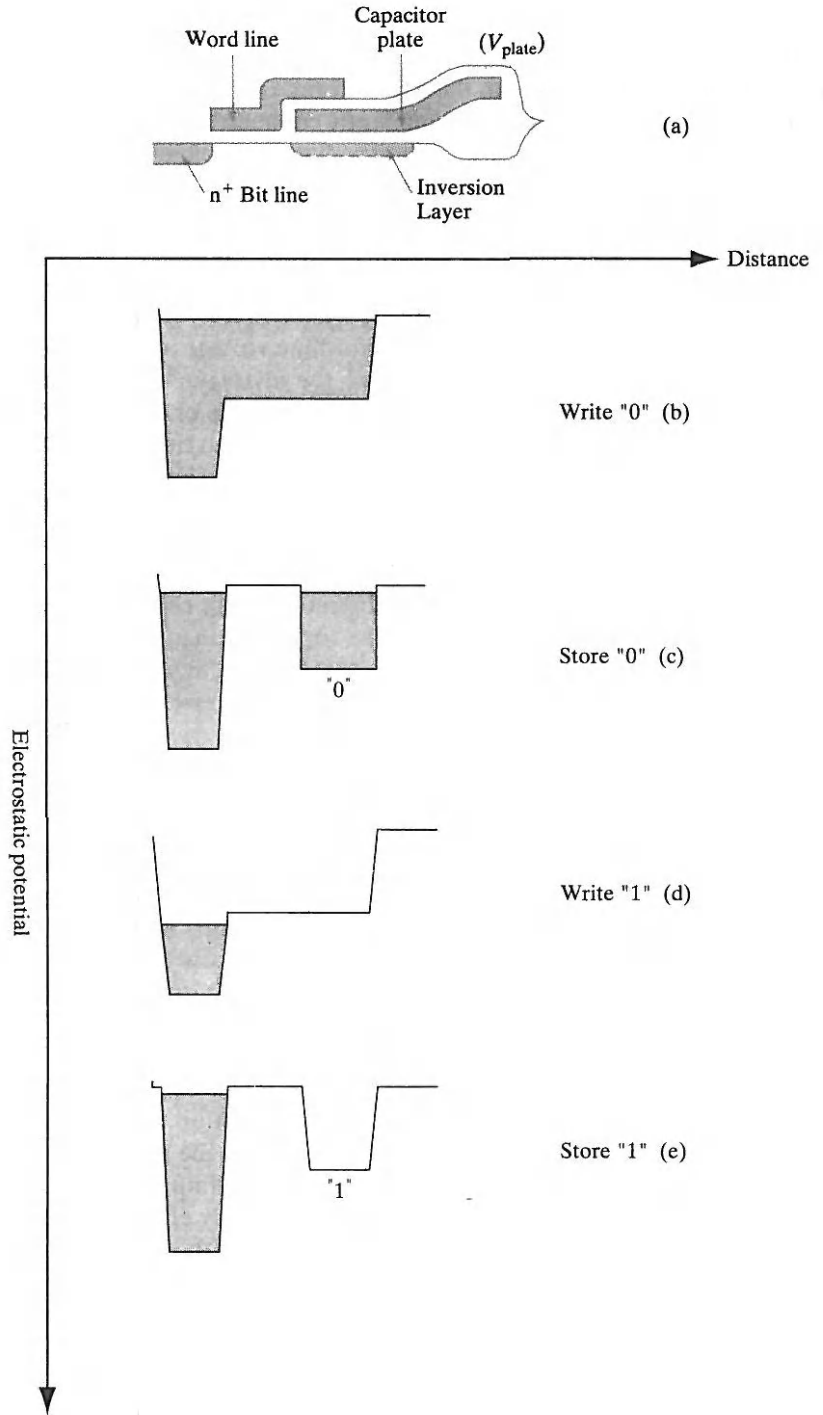 Word line
Capacitor
plate
(V_plate)
(a)
n⁺ Bit line
Inversion
Layer
Distance
Electrostatic potential
Write "0" (b)
Store "0" (c)
"0"
Write "1" (d)
Store "1" (e)
"1"